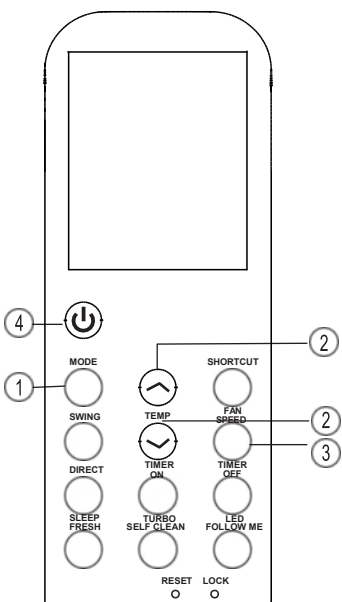 4
2
MODE
SHORTCUT
1
SWING
TEMP
FAN
SPEED
2
3
DIRECT
TIMER
ON
TIMER
OFF
SLEEP
FRESH
TURBO
SELF CLEAN
LED
FOLLOW ME
RESET
LOCK